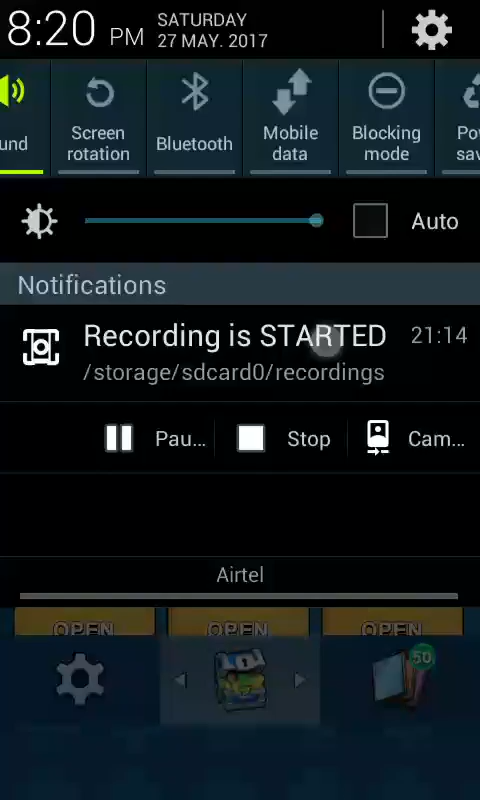 8:20 PM
SATURDAY
27 MAY. 2017
und
Screen
rotation
Bluetooth
Mobile
data
Blocking
mode
Po
sav
Auto
Notifications
Recording is STARTED 21:14
/storage/sdcard0/recordings
Pau... Stop Cam...
Airtel
OPEN OPEN OPEN
1
50